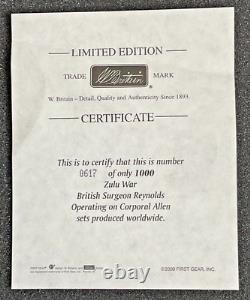 LIMITED EDITION
TRADE W. Britain MARK
W. Britain – Detail, Quality and Authenticity Since 1893.
CERTIFICATE
This is to certify that this is number
0617 of only 1000
Zulu War
British Surgeon Reynolds
Operating on Corporal Allen
sets produced worldwide.
©2009 FIRST GEAR, INC.